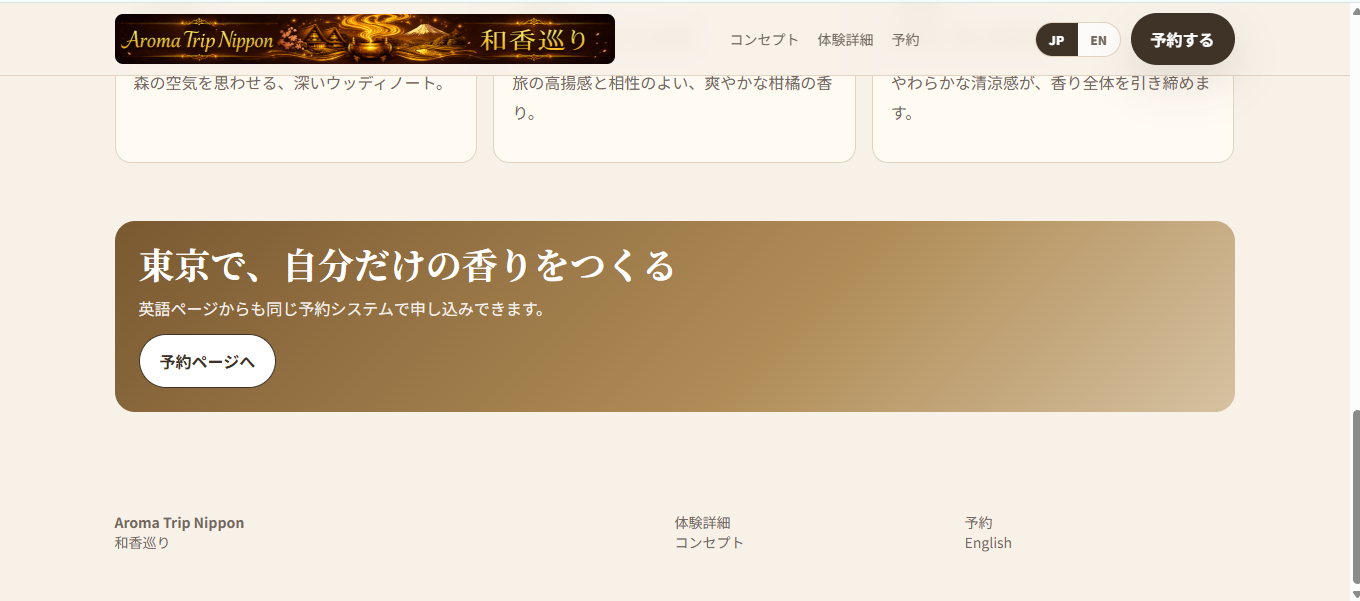 Aroma Trip Nippon 和香巡り
コンセプト 体験詳細 予約
JP EN
予約する
森の空気を思わせる、深いウッディノート。
旅の高揚感と相性のよい、爽やかな柑橘の香
り。
やわらかな清涼感が、香り全体を引き締めま
す。
東京で、自分だけの香りをつくる
英語ページからも同じ予約システムで申し込みできます。
予約ページへ
Aroma Trip Nippon
和香巡り
体験詳細
コンセプト
予約
English